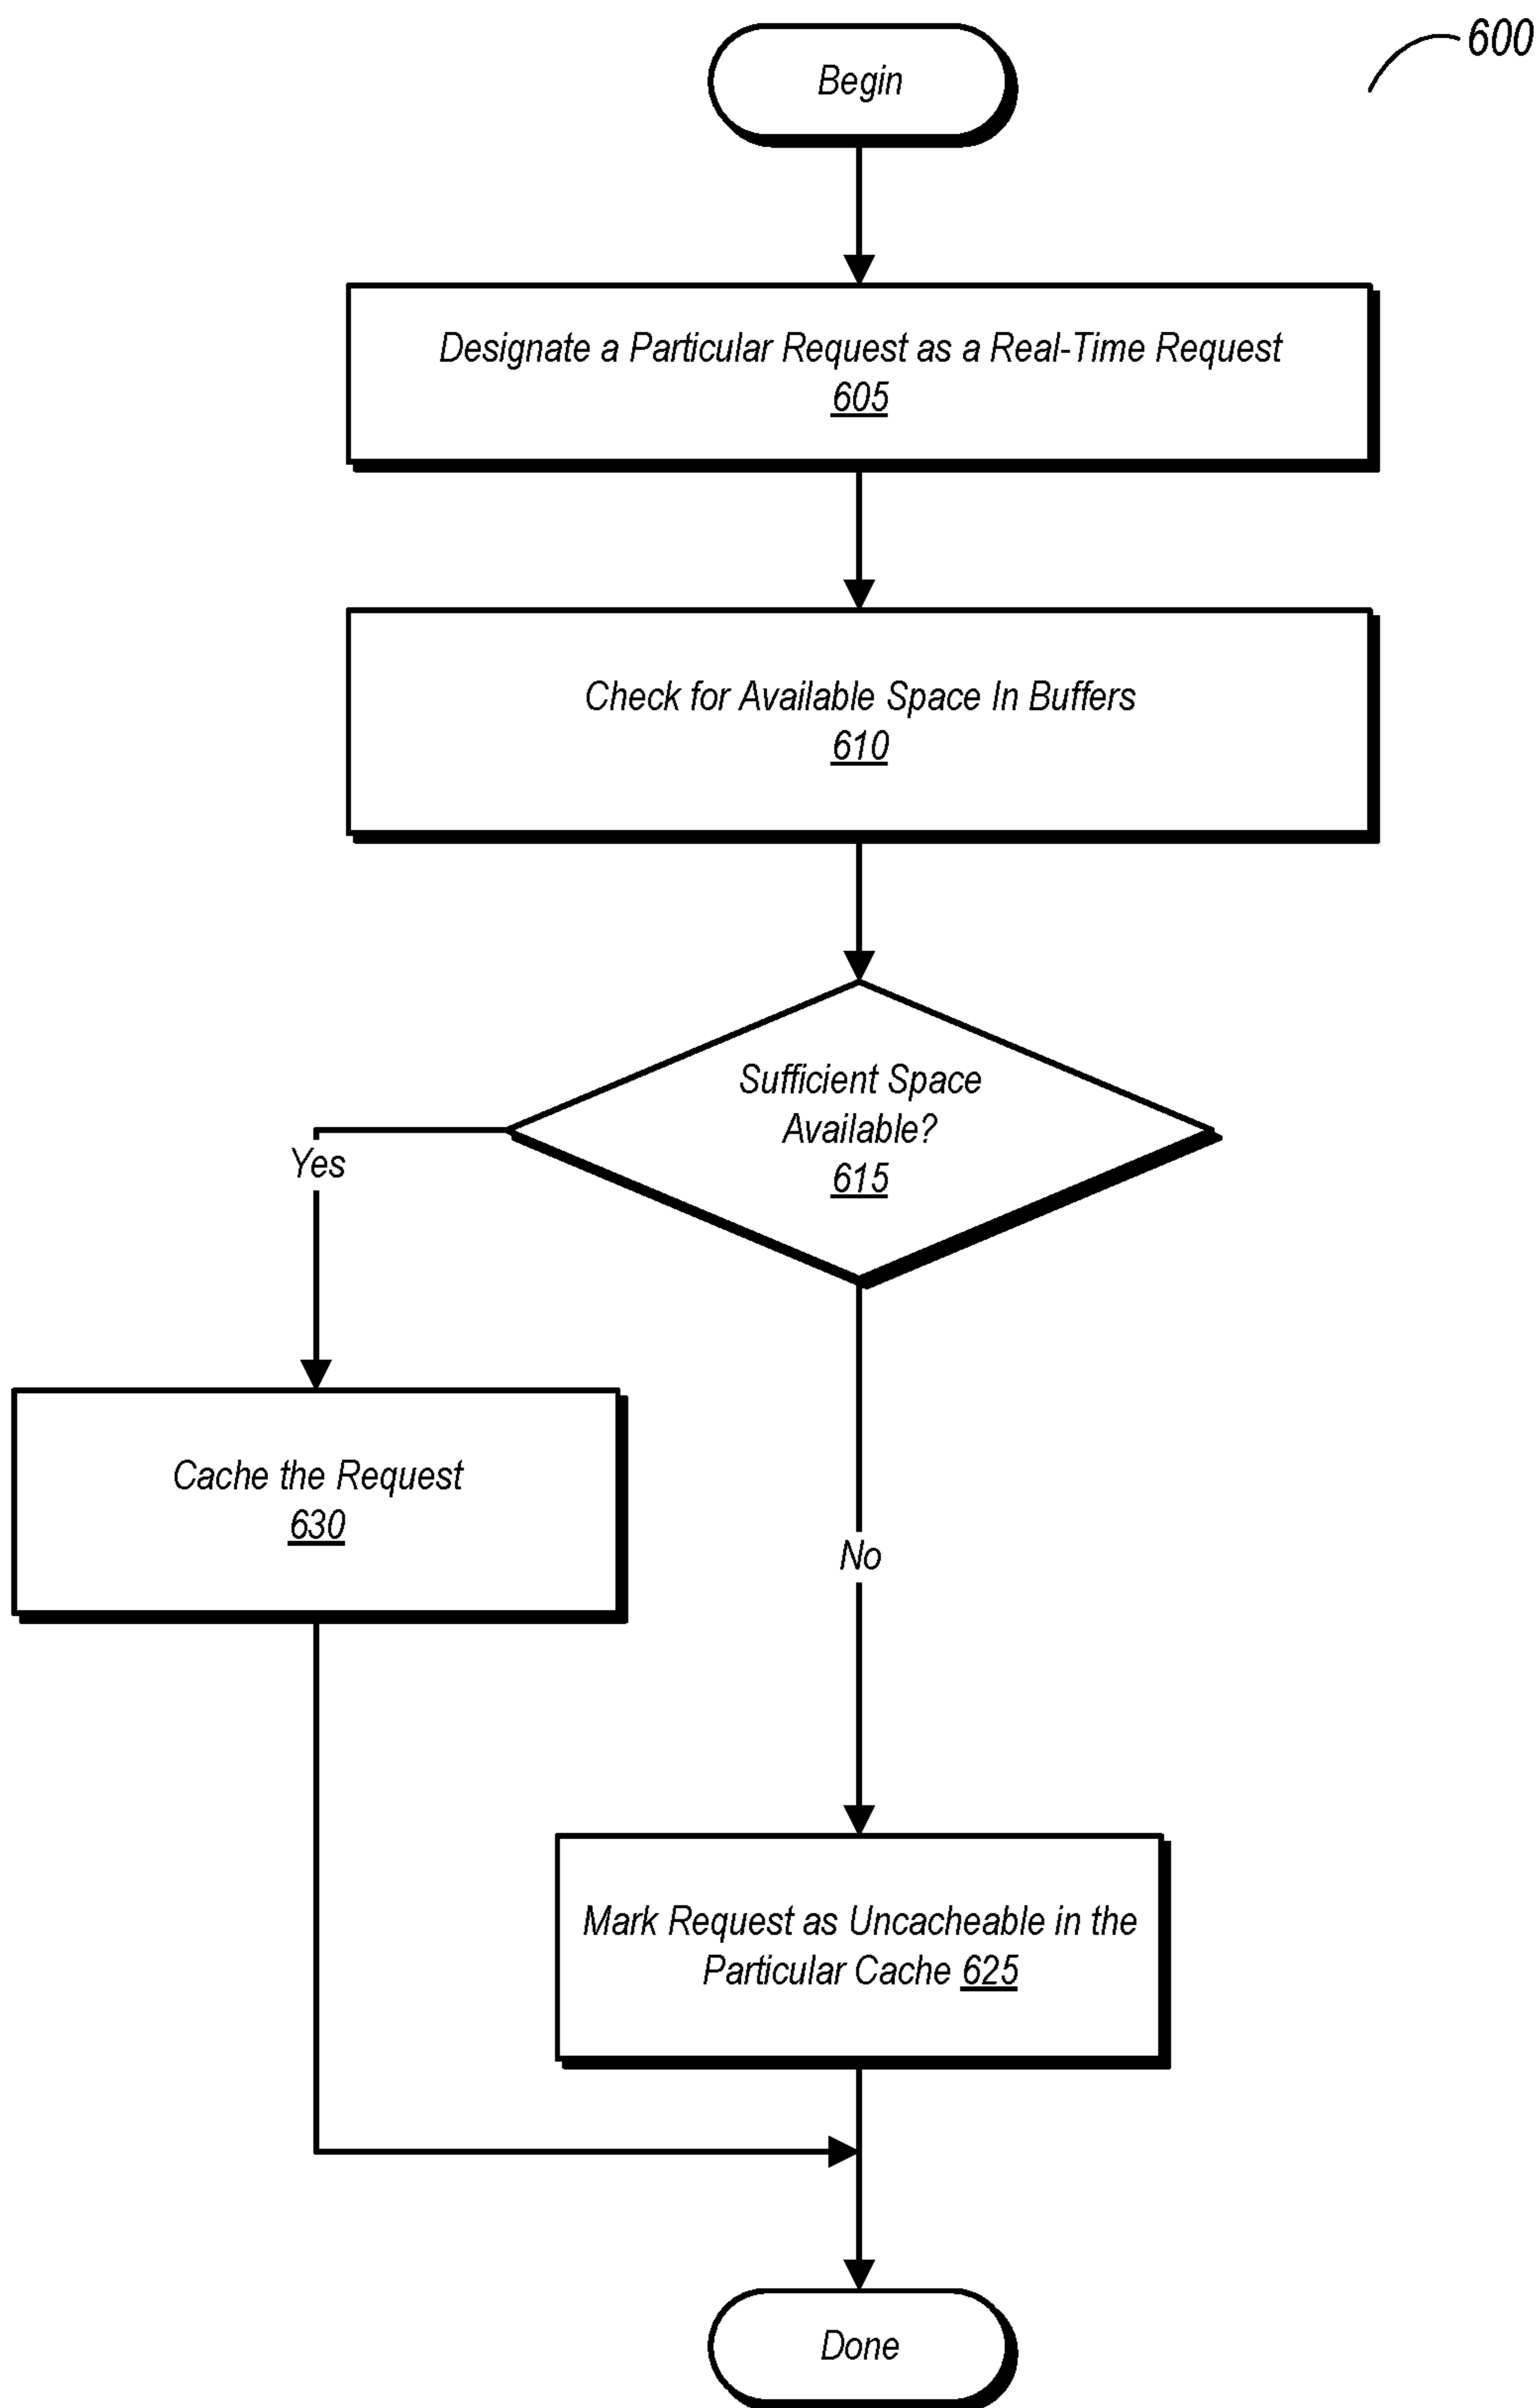 600
Begin
Designate a Particular Request as a Real-Time Request
605
Check for Available Space In Buffers
610
Sufficient Space
Available?
615
Yes
Cache the Request
630
No
Mark Request as Uncacheable in the
Particular Cache 625
Done